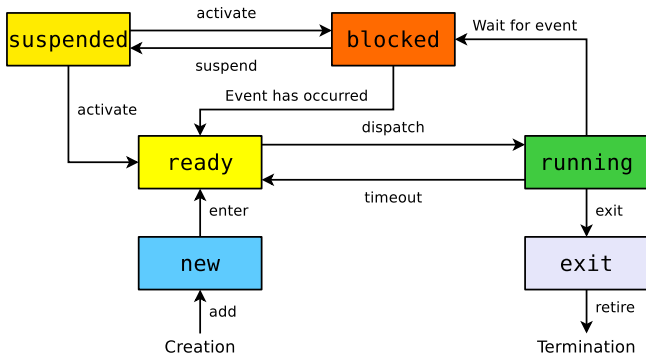 activate
suspended
blocked
Wait for event
suspend
Event has occurred
activate
dispatch
ready
running
timeout
enter
exit
new
exit
add
retire
Creation
Termination